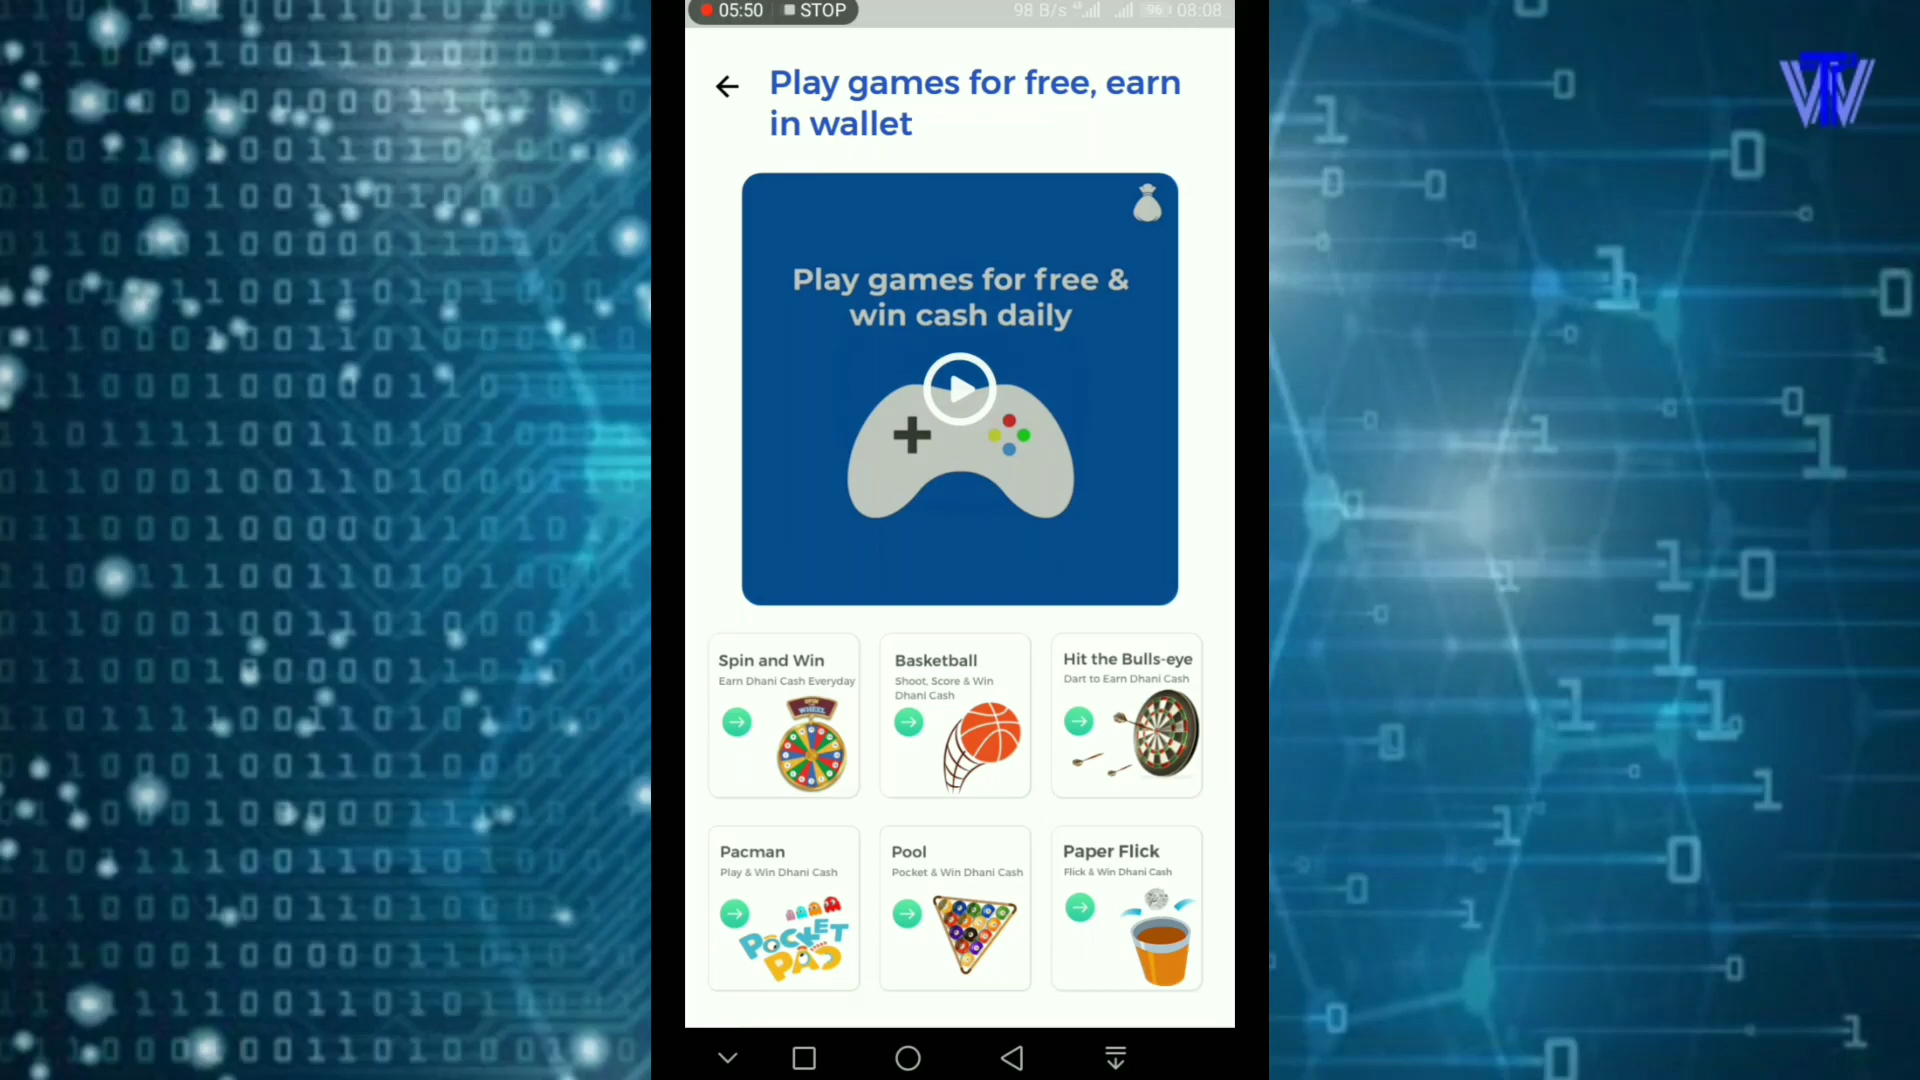 05:50 STOP 98 B/s 96 08:08
Play games for free, earn
in wallet
Play games for free &
win cash daily
Spin and Win
Earn Dhani Cash Everyday
WHEEL
Basketball
Shoot, Score & Win
Dhani Cash
Hit the Bulls-eye
Dart to Earn Dhani Cash
Pacman
Play & Win Dhani Cash
POCKET
PAC
Pool
Pocket & Win Dhani Cash
Paper Flick
Flick & Win Dhani Cash